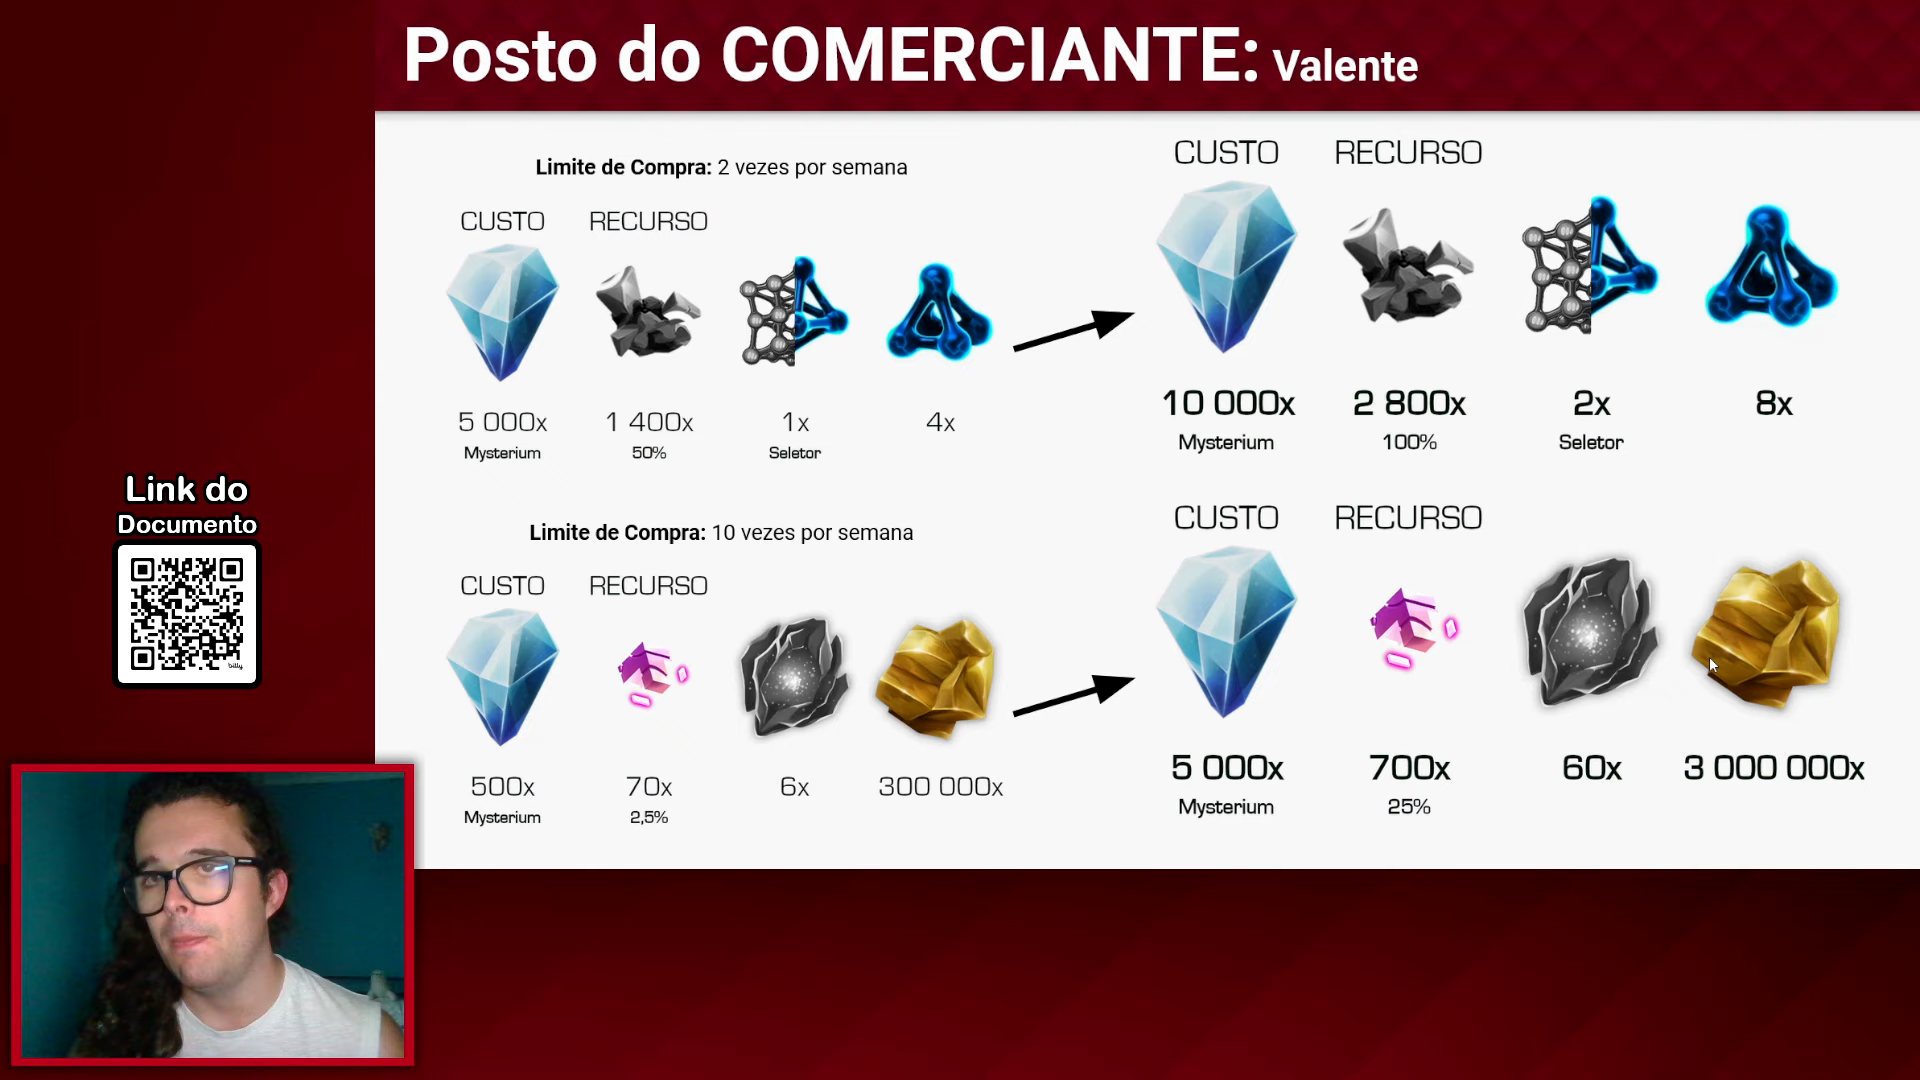 Posto do COMERCIANTE: Valente
Limite de Compra: 2 vezes por semana
CUSTO RECURSO
5 000x 1 400x 1x 4x
Mysterium 50% Seletor
CUSTO RECURSO
10 000x 2 800x 2x 8x
Mysterium 100% Seletor
Limite de Compra: 10 vezes por semana
CUSTO RECURSO
500x 70x 6x 300 000x
Mysterium 2,5%
CUSTO RECURSO
5 000x 700x 60x 3 000 000x
Mysterium 25%
Link do
Documento
bitly